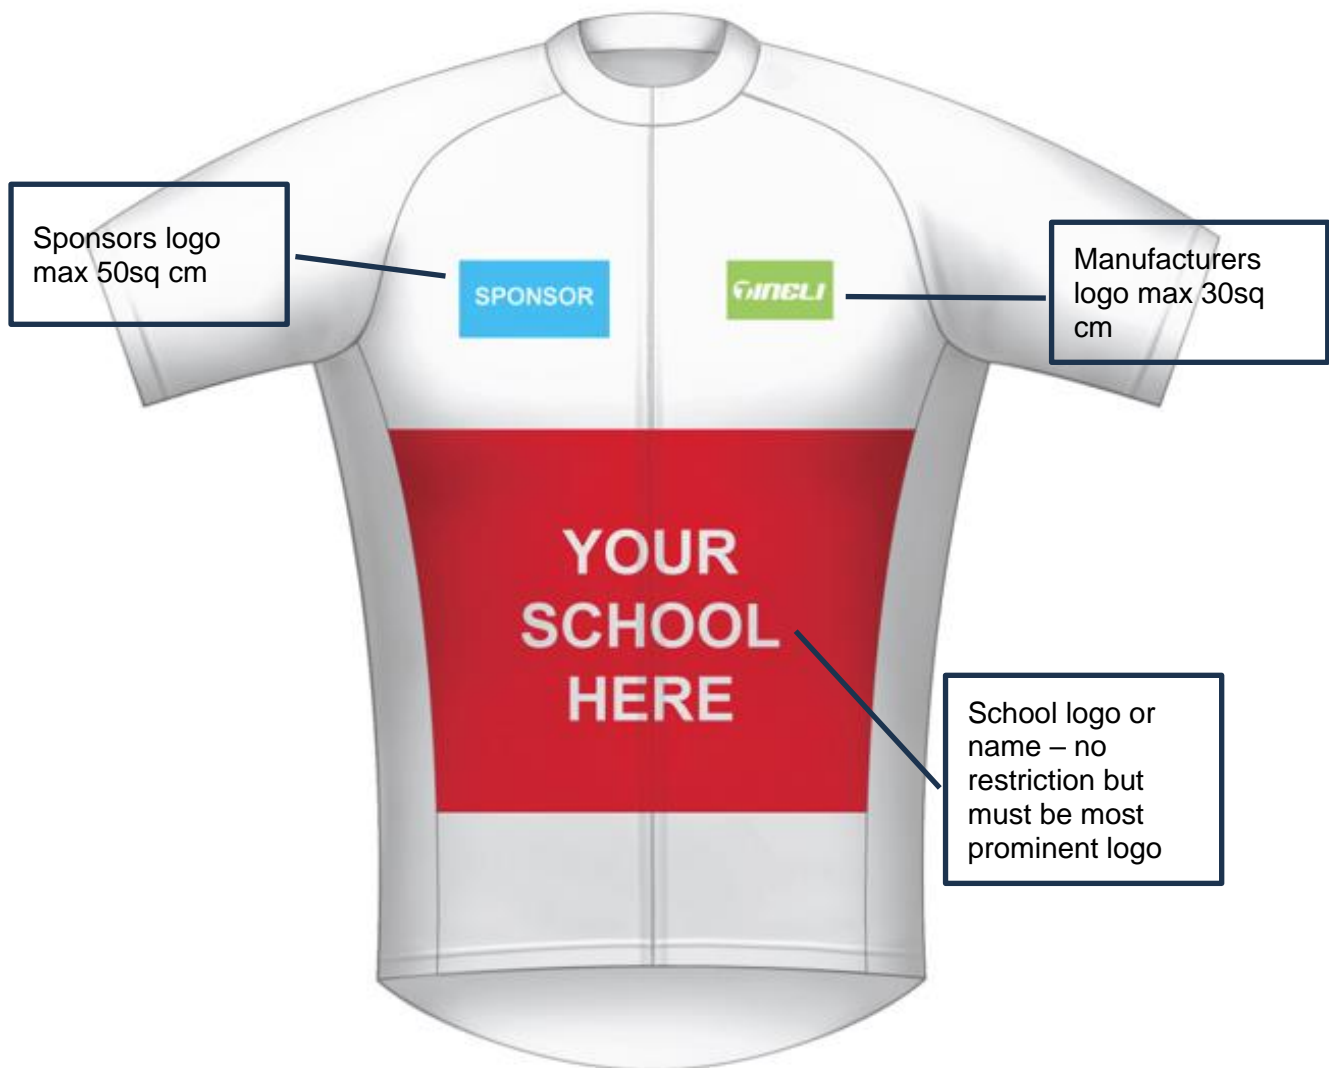 Sponsors logo
max 50sq cm
SPONSOR
TINELI
Manufacturers
logo max 30sq
cm
YOUR
SCHOOL
HERE
School logo or
name – no
restriction but
must be most
prominent logo